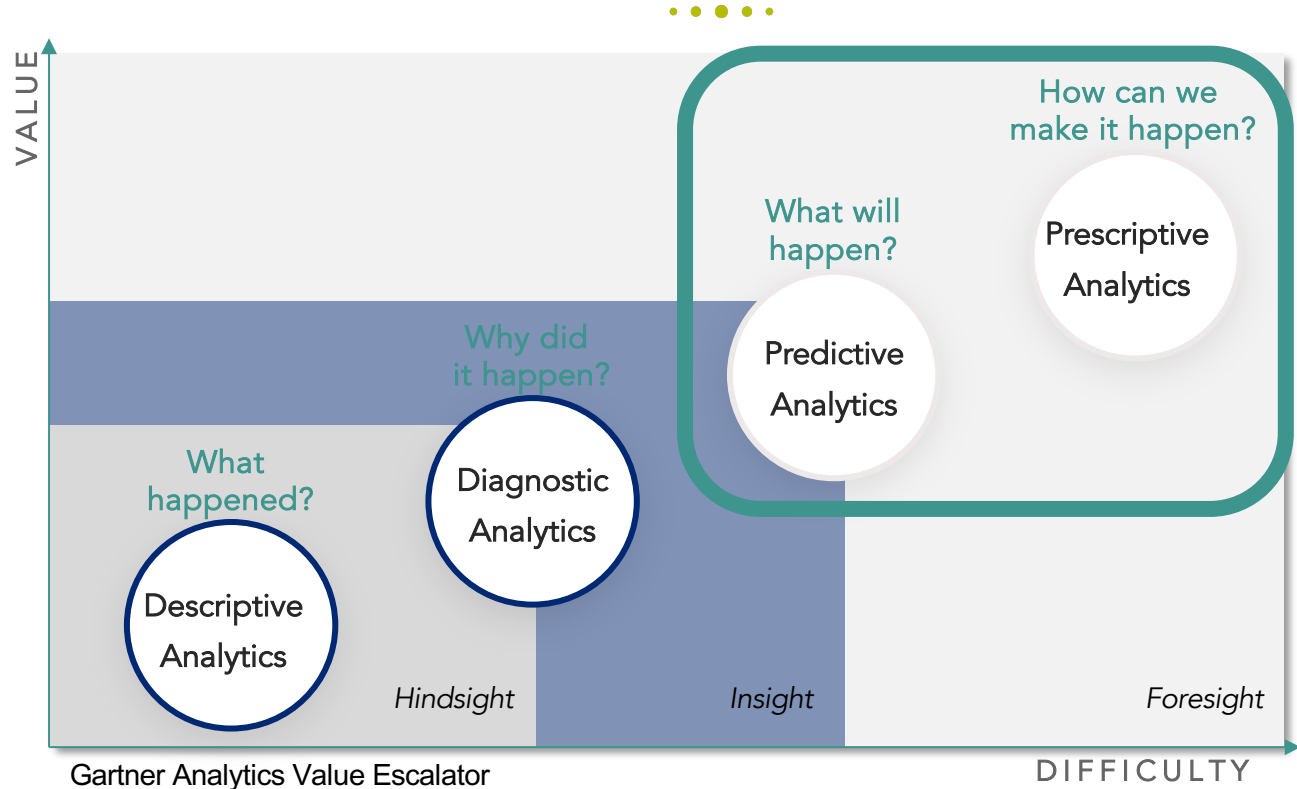 VALUE
How can we
make it happen?
Prescriptive
Analytics
What will
happen?
Predictive
Analytics
Why did
it happen?
Diagnostic
Analytics
What
happened?
Descriptive
Analytics
Hindsight
Insight
Foresight
Gartner Analytics Value Escalator
DIFFICULTY